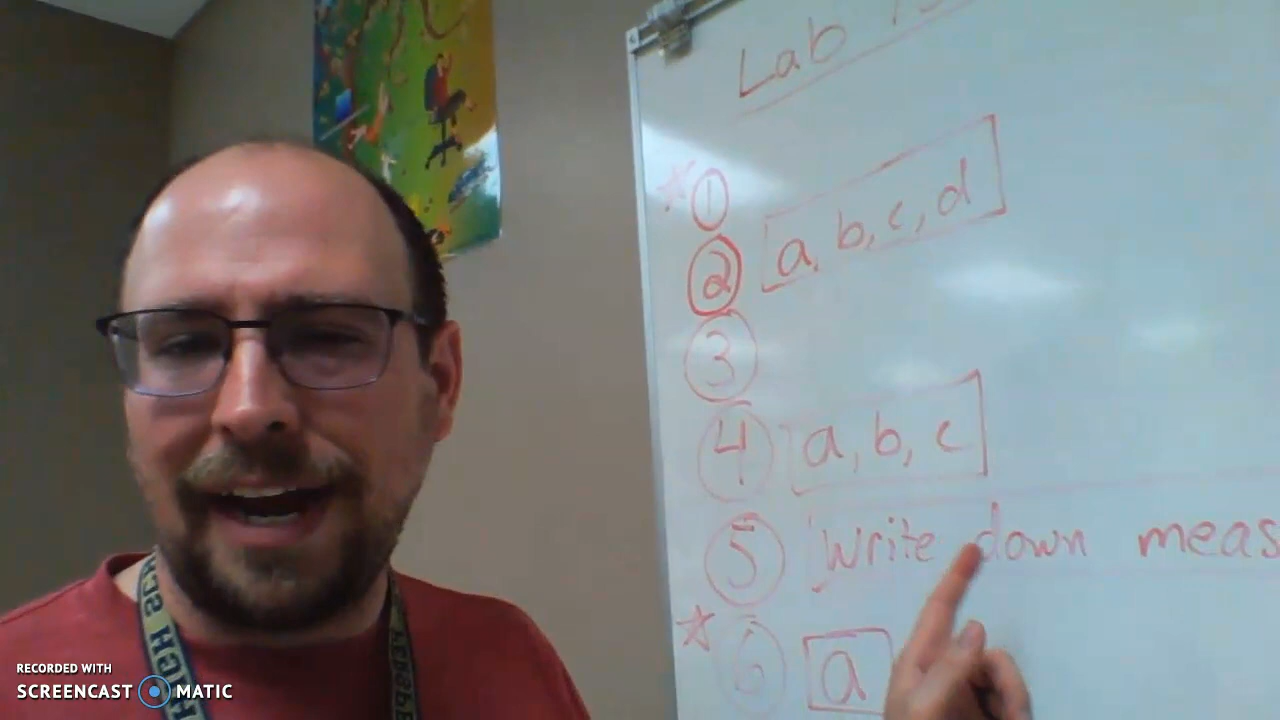 Lab
☆ 1
2 a, b, c, d
3
4 a, b, c
5 Write down meas
☆ 6 a
RECORDED WITH
SCREENCAST MATIC